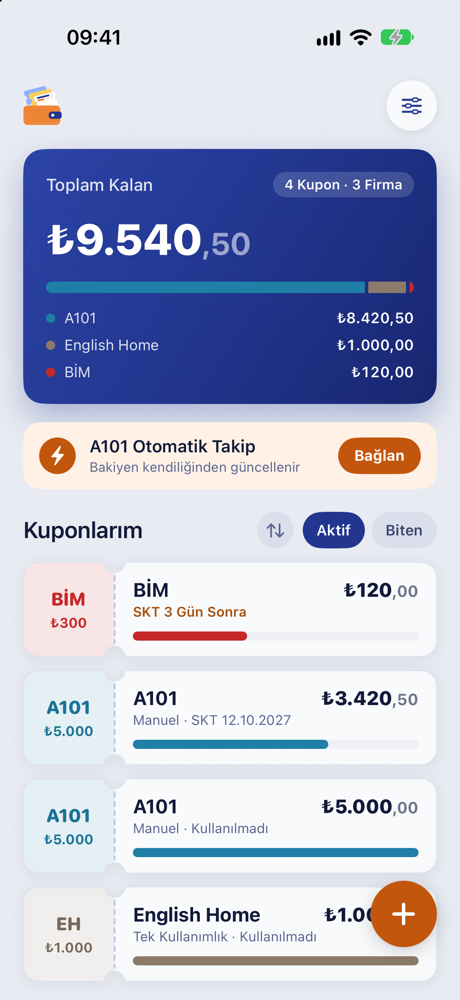 09:41
Toplam Kalan
4 Kupon · 3 Firma
₺9.540,50
A101 ₺8.420,50
English Home ₺1.000,00
BİM ₺120,00
A101 Otomatik Takip
Bakiyen kendiliğinden güncellenir
Bağlan
Kuponlarım
Aktif
Biten
BİM
₺300
BİM ₺120,00
SKT 3 Gün Sonra
A101
₺5.000
A101 ₺3.420,50
Manuel · SKT 12.10.2027
A101
₺5.000
A101 ₺5.000,00
Manuel · Kullanılmadı
EH
₺1.000
English Home
Tek Kullanımlık · Kullanılmadı